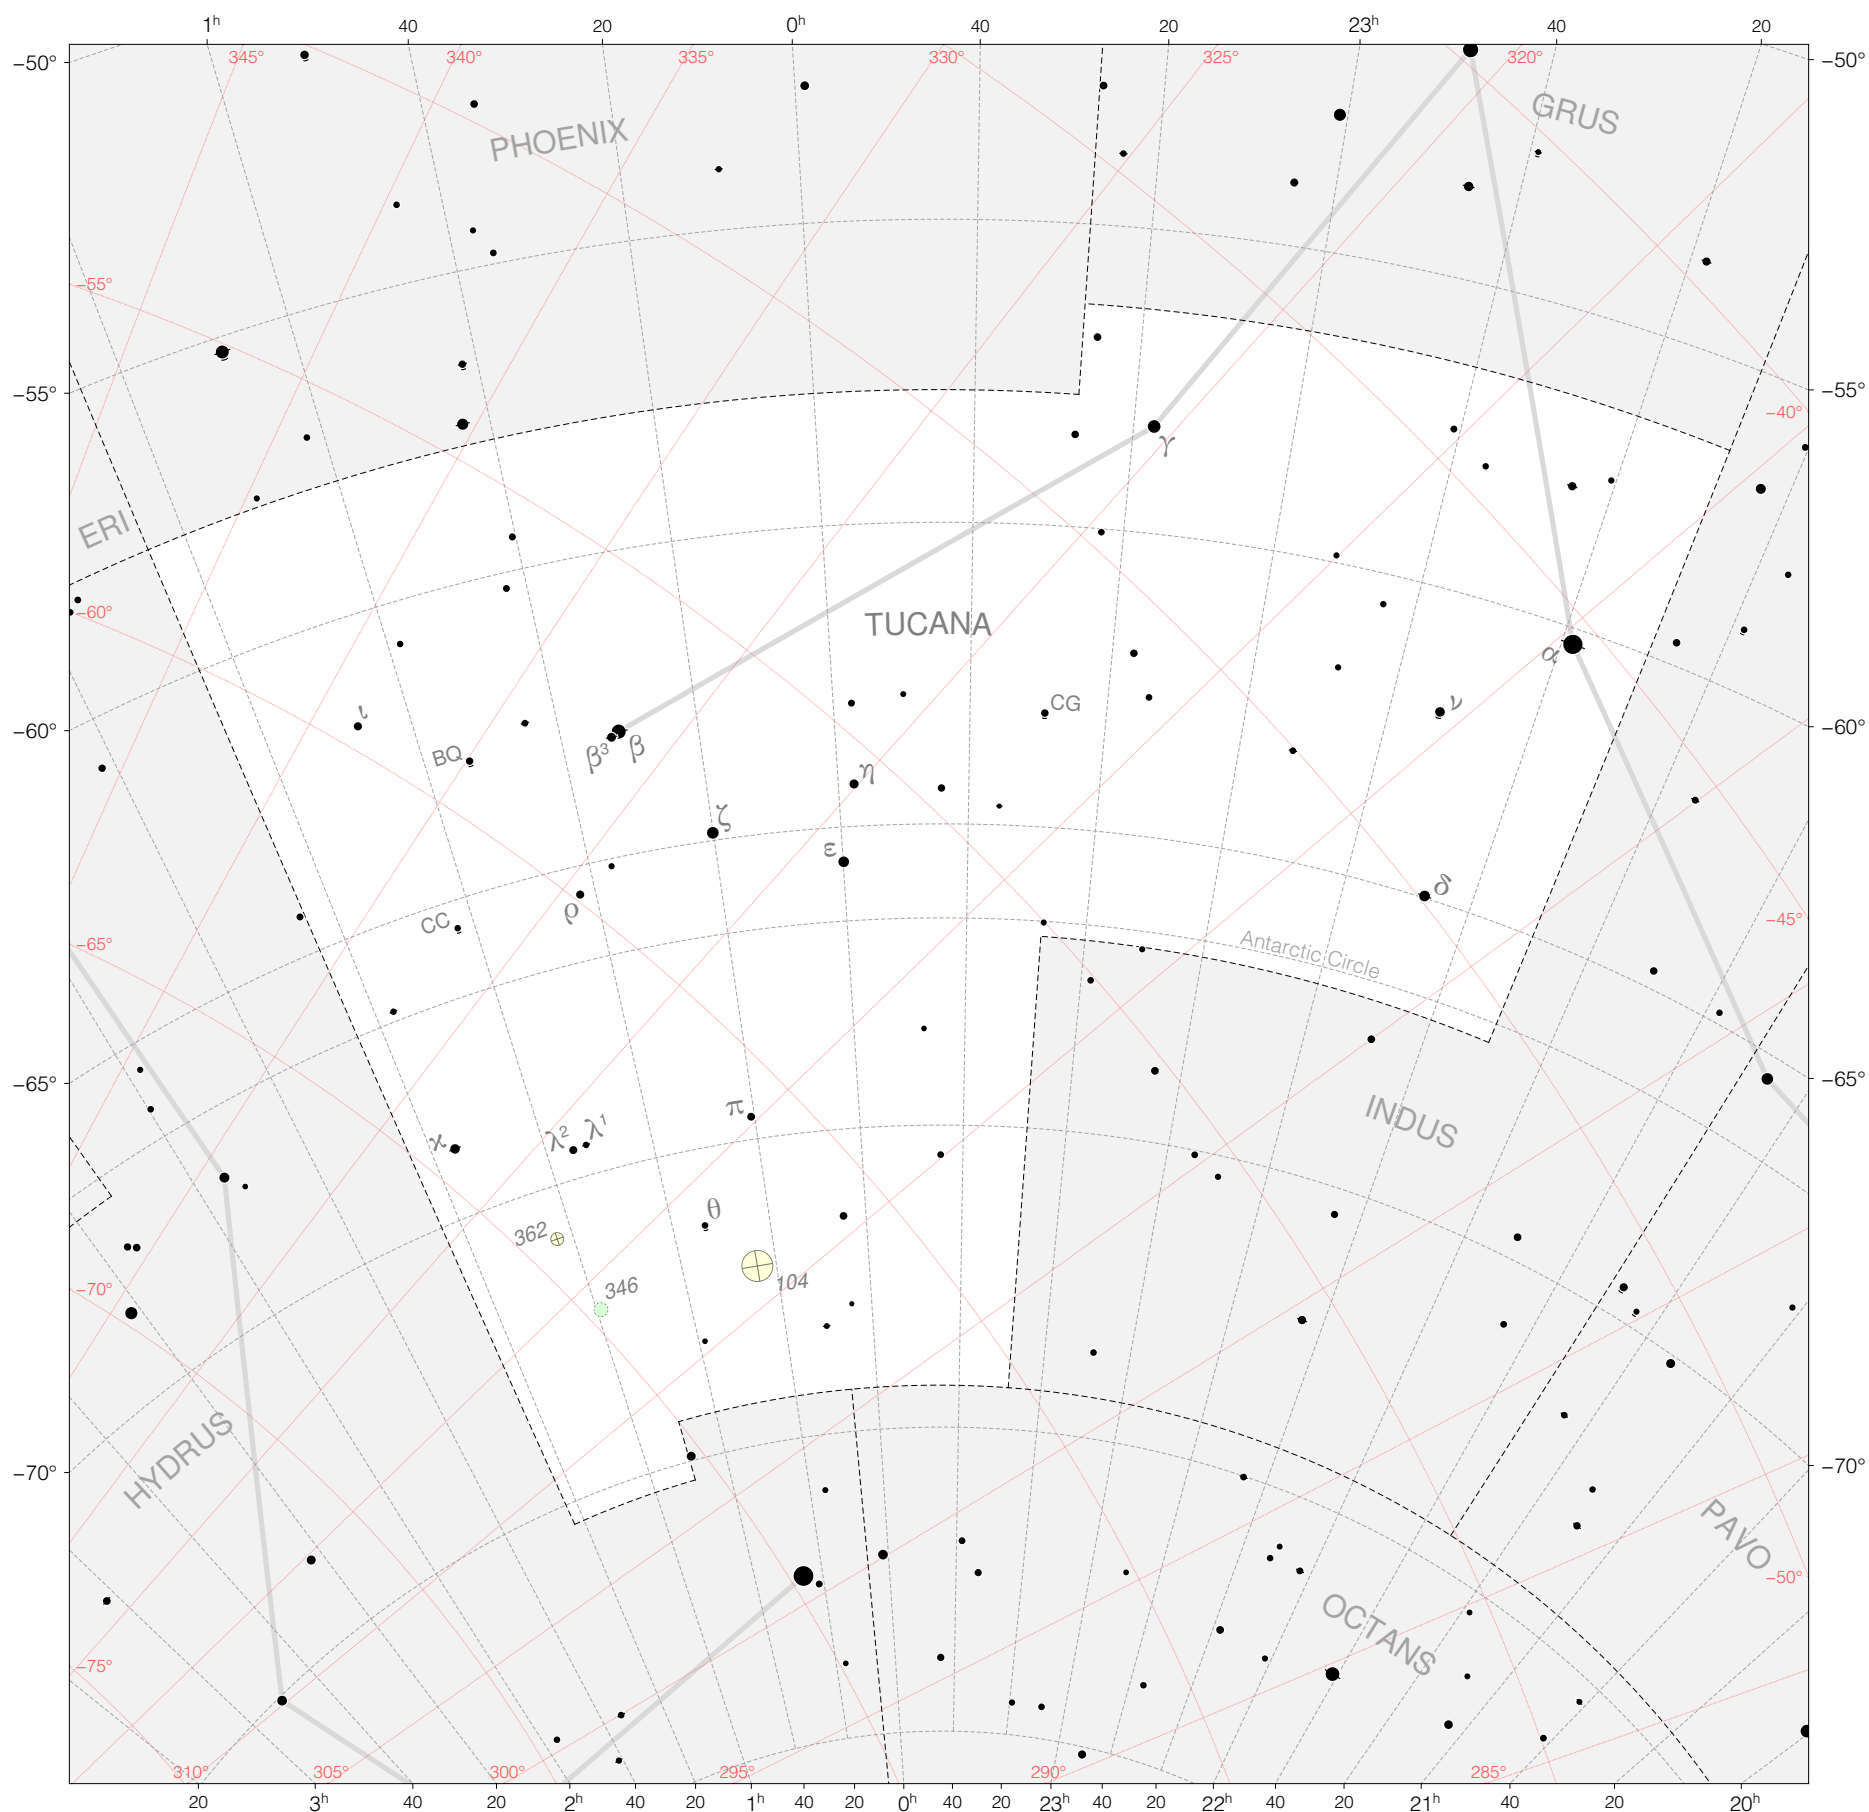 1h 40 20 0h 40 20 23h 40 20
−50° 345° 340° 335° 330° 325° 320° −50°
PHOENIX
GRUS
−55°
−55° −55°
−40°
ERI
−60°
TUCANA
γ
α
ι
CG
ν
−60° −60°
BQ
β³ β
η
ζ
ε
δ
ρ
CC
−65°
−45°
Antarctic Circle
−65° −65°
π
INDUS
ϰ
λ² λ¹
θ
362
346
104
−70°
HYDRUS
−70° −70°
PAVO
−50°
OCTANS
−75°
310° 305° 300° 295° 290° 285°
20 3h 40 20 2h 40 20 1h 40 20 0h 40 20 23h 40 20 22h 40 20 21h 40 20 20h